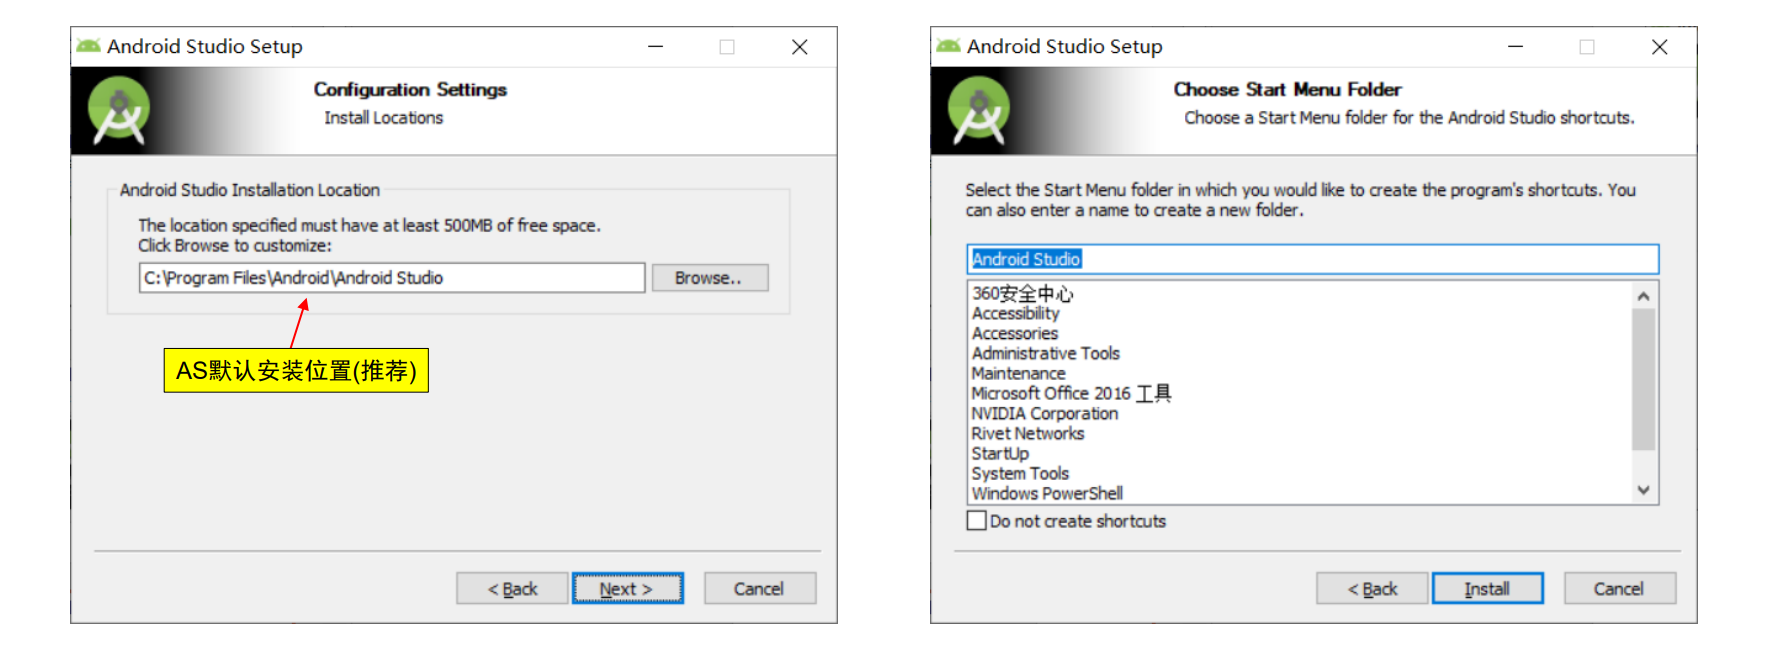 Android Studio Setup
Configuration Settings
Install Locations
Android Studio Installation Location
The location specified must have at least 500MB of free space.
Click Browse to customize:
C:\Program Files\Android\Android Studio
Browse..
AS默认安装位置(推荐)
< Back
Next >
Cancel
Android Studio Setup
Choose Start Menu Folder
Choose a Start Menu folder for the Android Studio shortcuts.
Select the Start Menu folder in which you would like to create the program's shortcuts. You
can also enter a name to create a new folder.
Android Studio
360安全中心
Accessibility
Accessories
Administrative Tools
Maintenance
Microsoft Office 2016 工具
NVIDIA Corporation
Rivet Networks
StartUp
System Tools
Windows PowerShell
Do not create shortcuts
< Back
Install
Cancel